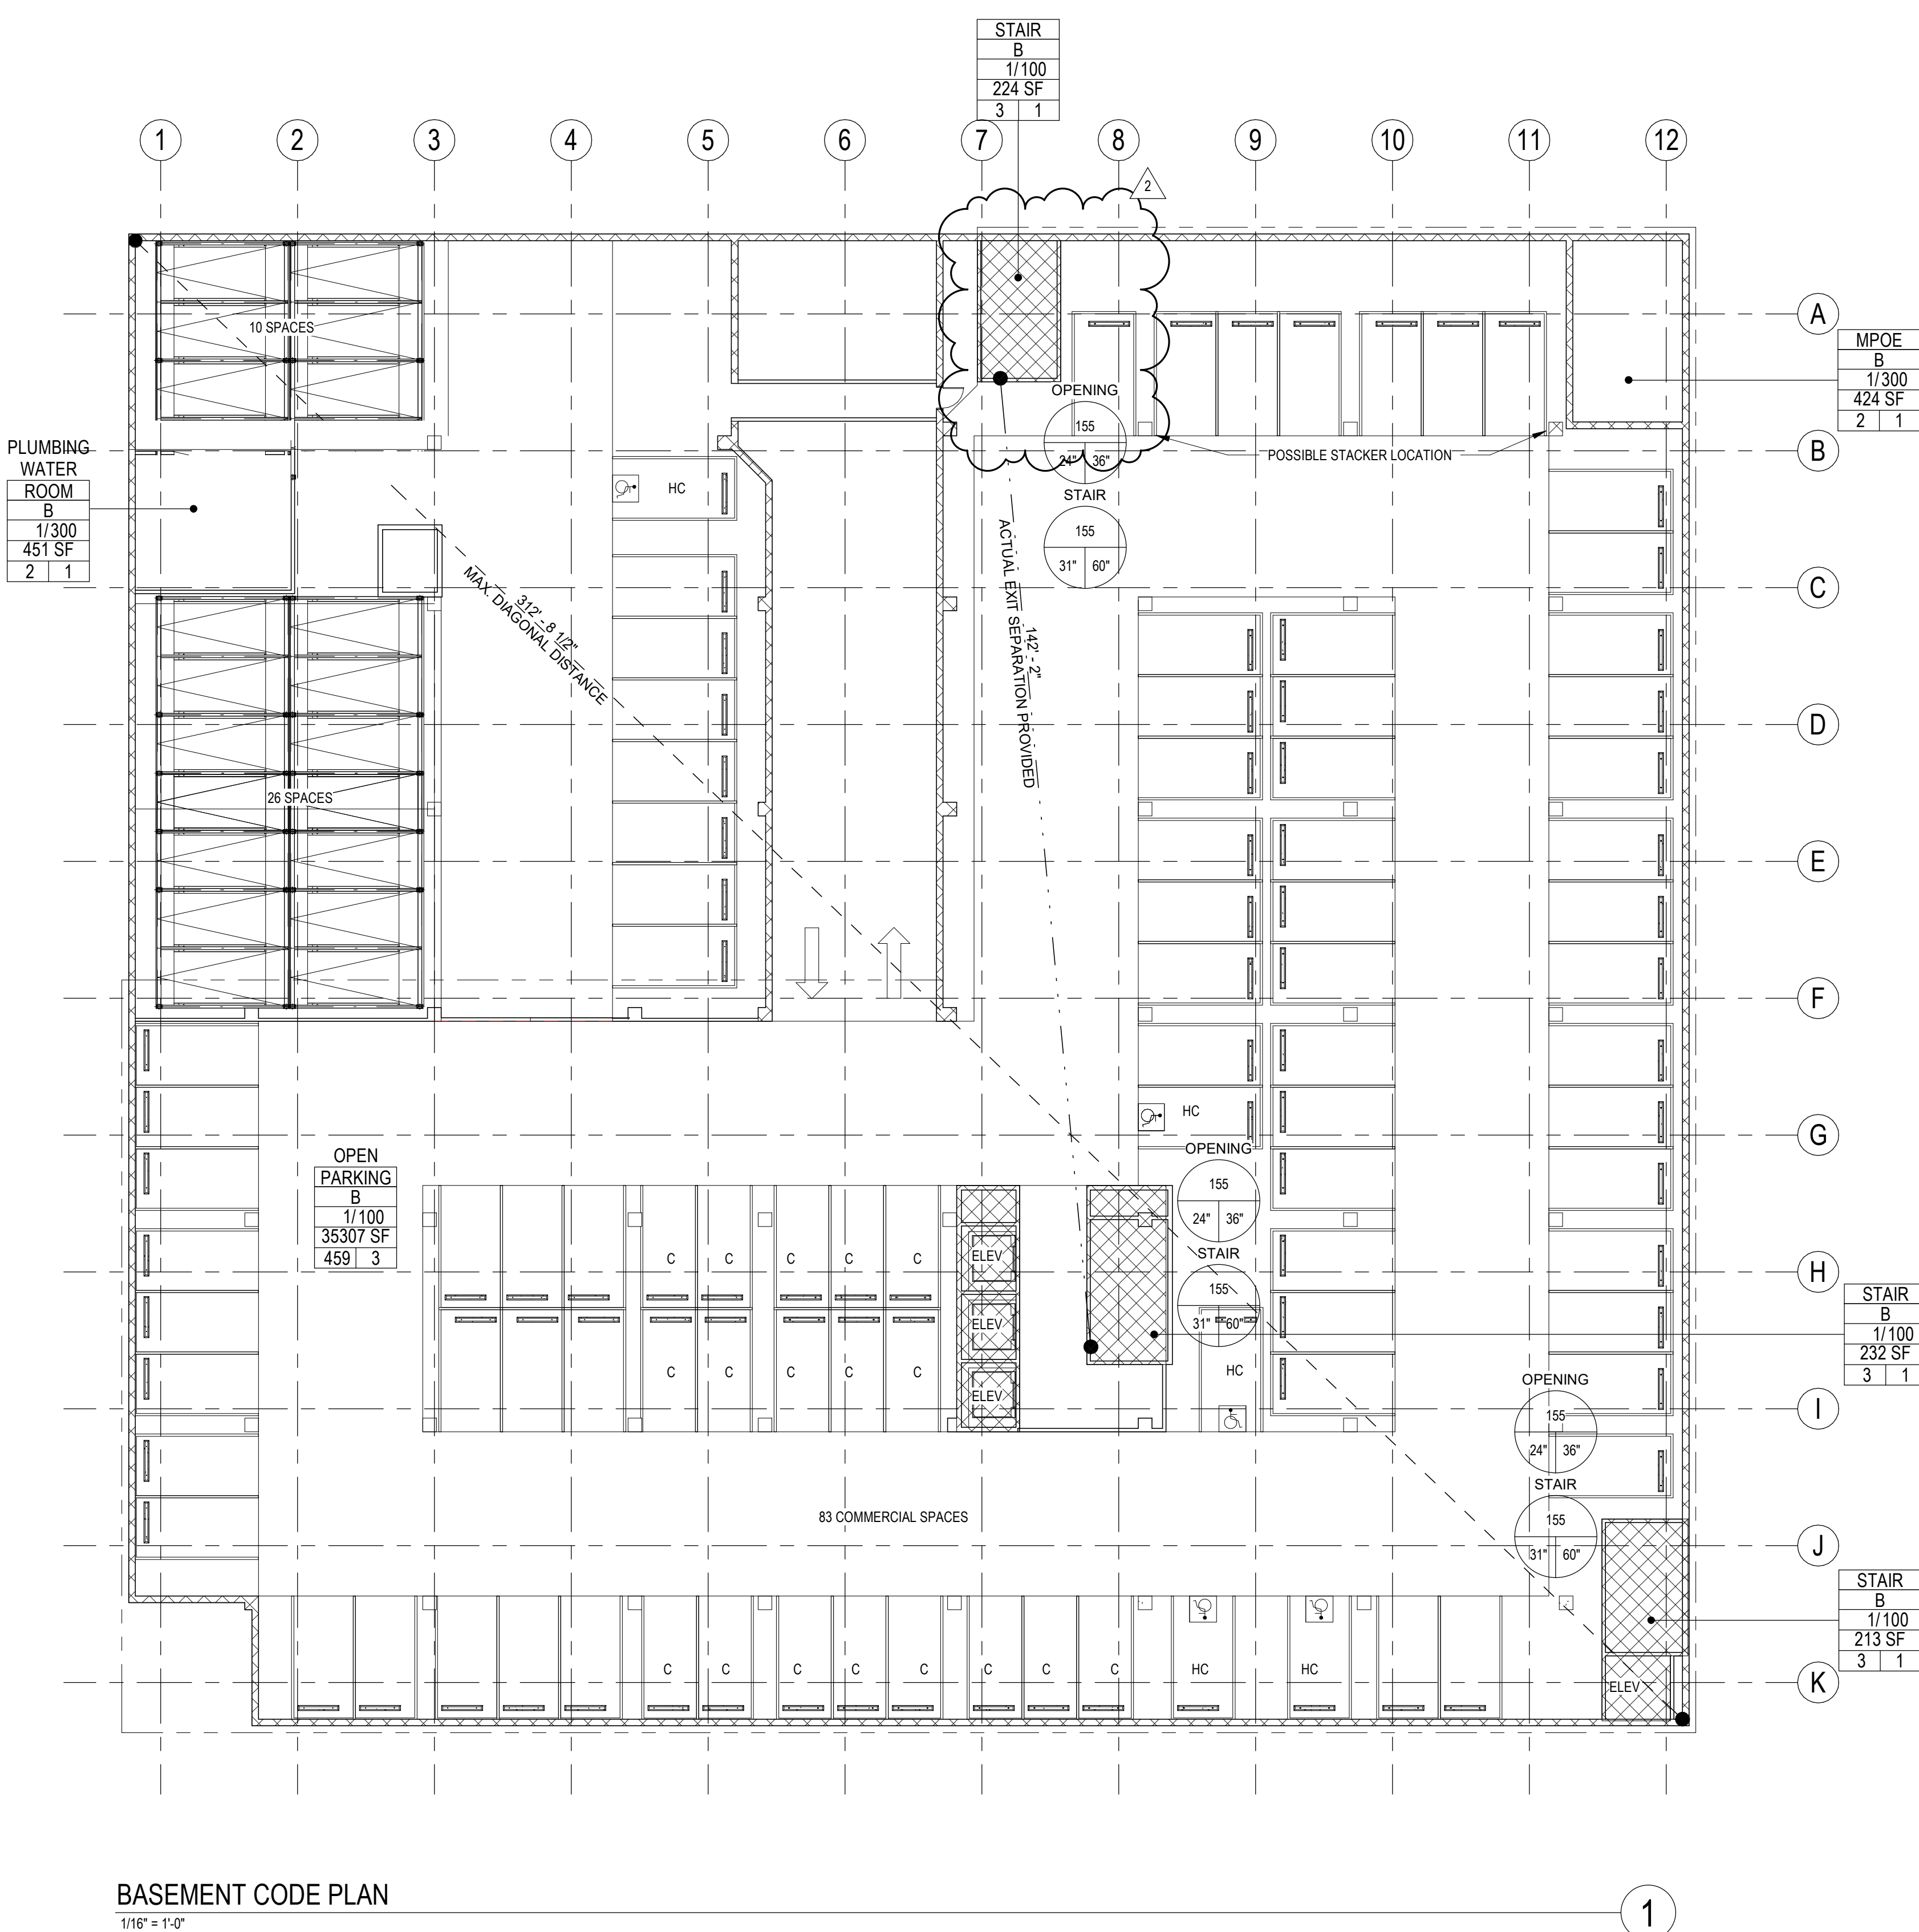 STAIR
B
1/100
224 SF
3 1
1 2 3 4 5 6 7 8 9 10 11 12
2
A
10 SPACES
MPOE
B
1/300
424 SF
2 1
OPENING
155
24" 36"
B
POSSIBLE STACKER LOCATION
PLUMBING
WATER
ROOM
B
1/300
451 SF
2 1
HC
STAIR
155
31" 60"
C
312' - 8 1/2"
MAX. DIAGONAL DISTANCE
142' - 2"
ACTUAL EXIT SEPARATION PROVIDED
D
26 SPACES
E
F
HC
G
OPENING
155
24" 36"
OPEN
PARKING
B
1/100
35307 SF
459 3
C C C C C
ELEV
STAIR
155
31" 60"
H
ELEV
STAIR
B
1/100
232 SF
3 1
C C C C C
ELEV
HC
OPENING
155
24" 36"
I
STAIR
155
31" 60"
83 COMMERCIAL SPACES
J
STAIR
B
1/100
213 SF
3 1
C C C C C C C C HC HC
ELEV
K
BASEMENT CODE PLAN
1/16" = 1'-0"
1